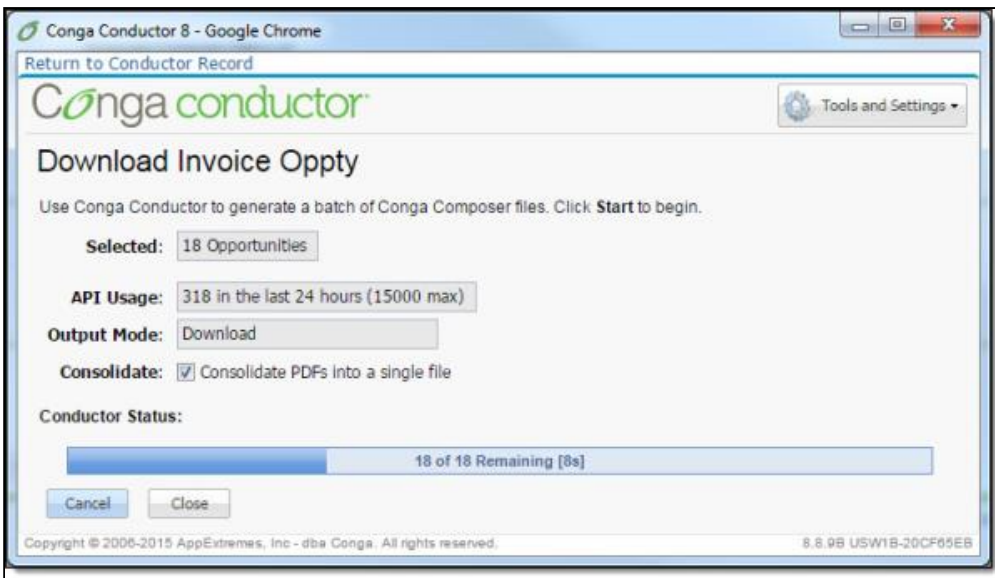 Conga Conductor 8 - Google Chrome
Return to Conductor Record
Conga conductor
Tools and Settings
Download Invoice Oppty
Use Conga Conductor to generate a batch of Conga Composer files. Click Start to begin.
Selected: 18 Opportunities
API Usage: 318 in the last 24 hours (15000 max)
Output Mode: Download
Consolidate: Consolidate PDFs into a single file
Conductor Status:
18 of 18 Remaining [8s]
Cancel Close
Copyright © 2006-2015 AppExtremes, Inc - dba Conga. All rights reserved. 8.8.9B USW1B-20CF65EB